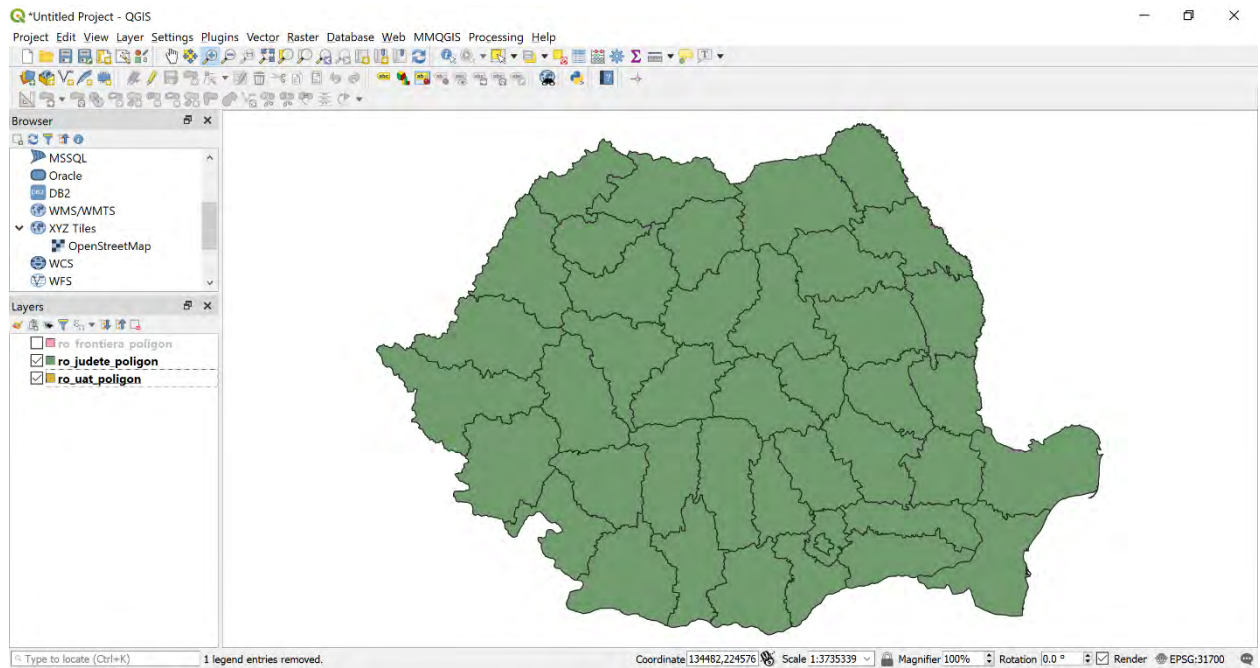 *Untitled Project - QGIS
Project Edit View Layer Settings Plugins Vector Raster Database Web MMQGIS Processing Help
Browser
MSSQL
Oracle
DB2
WMS/WMTS
XYZ Tiles
OpenStreetMap
WCS
WFS
Layers
ro_frontiera_poligon
ro_judete_poligon
ro_uat_poligon
Type to locate (Ctrl+K) 1 legend entries removed. Coordinate 134482,224576 Scale 1:3735339 Magnifier 100% Rotation 0.0 ° Render EPSG:31700